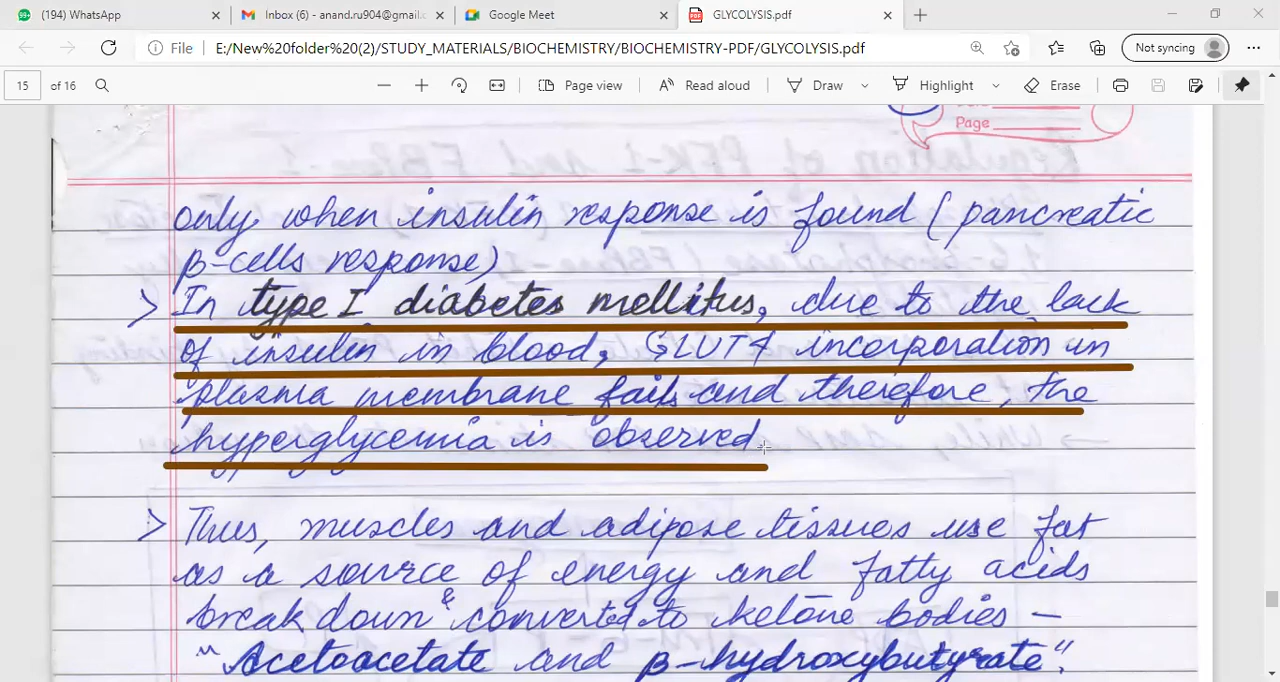 (194) WhatsApp
Inbox (6) - anand.ru904@gmail.c
Google Meet
GLYCOLYSIS.pdf
File
E:/New%20folder%20(2)/STUDY_MATERIALS/BIOCHEMISTRY/BIOCHEMISTRY-PDF/GLYCOLYSIS.pdf
Not syncing
15 of 16
Page view
Read aloud
Draw
Highlight
Erase
Page
only when insulin response is found (pancreatic
β-cells response)
> In type I diabetes mellitus, due to the lack
of insulin in blood, GLUT4 incorporation in
plasma membrane fails and therefore, the
hyperglycemia is observed.
> Thus, muscles and adipose tissues use fat
as a source of energy and fatty acids
break down & converted to ketone bodies —
"Acetoacetate and β-hydroxybutyrate".